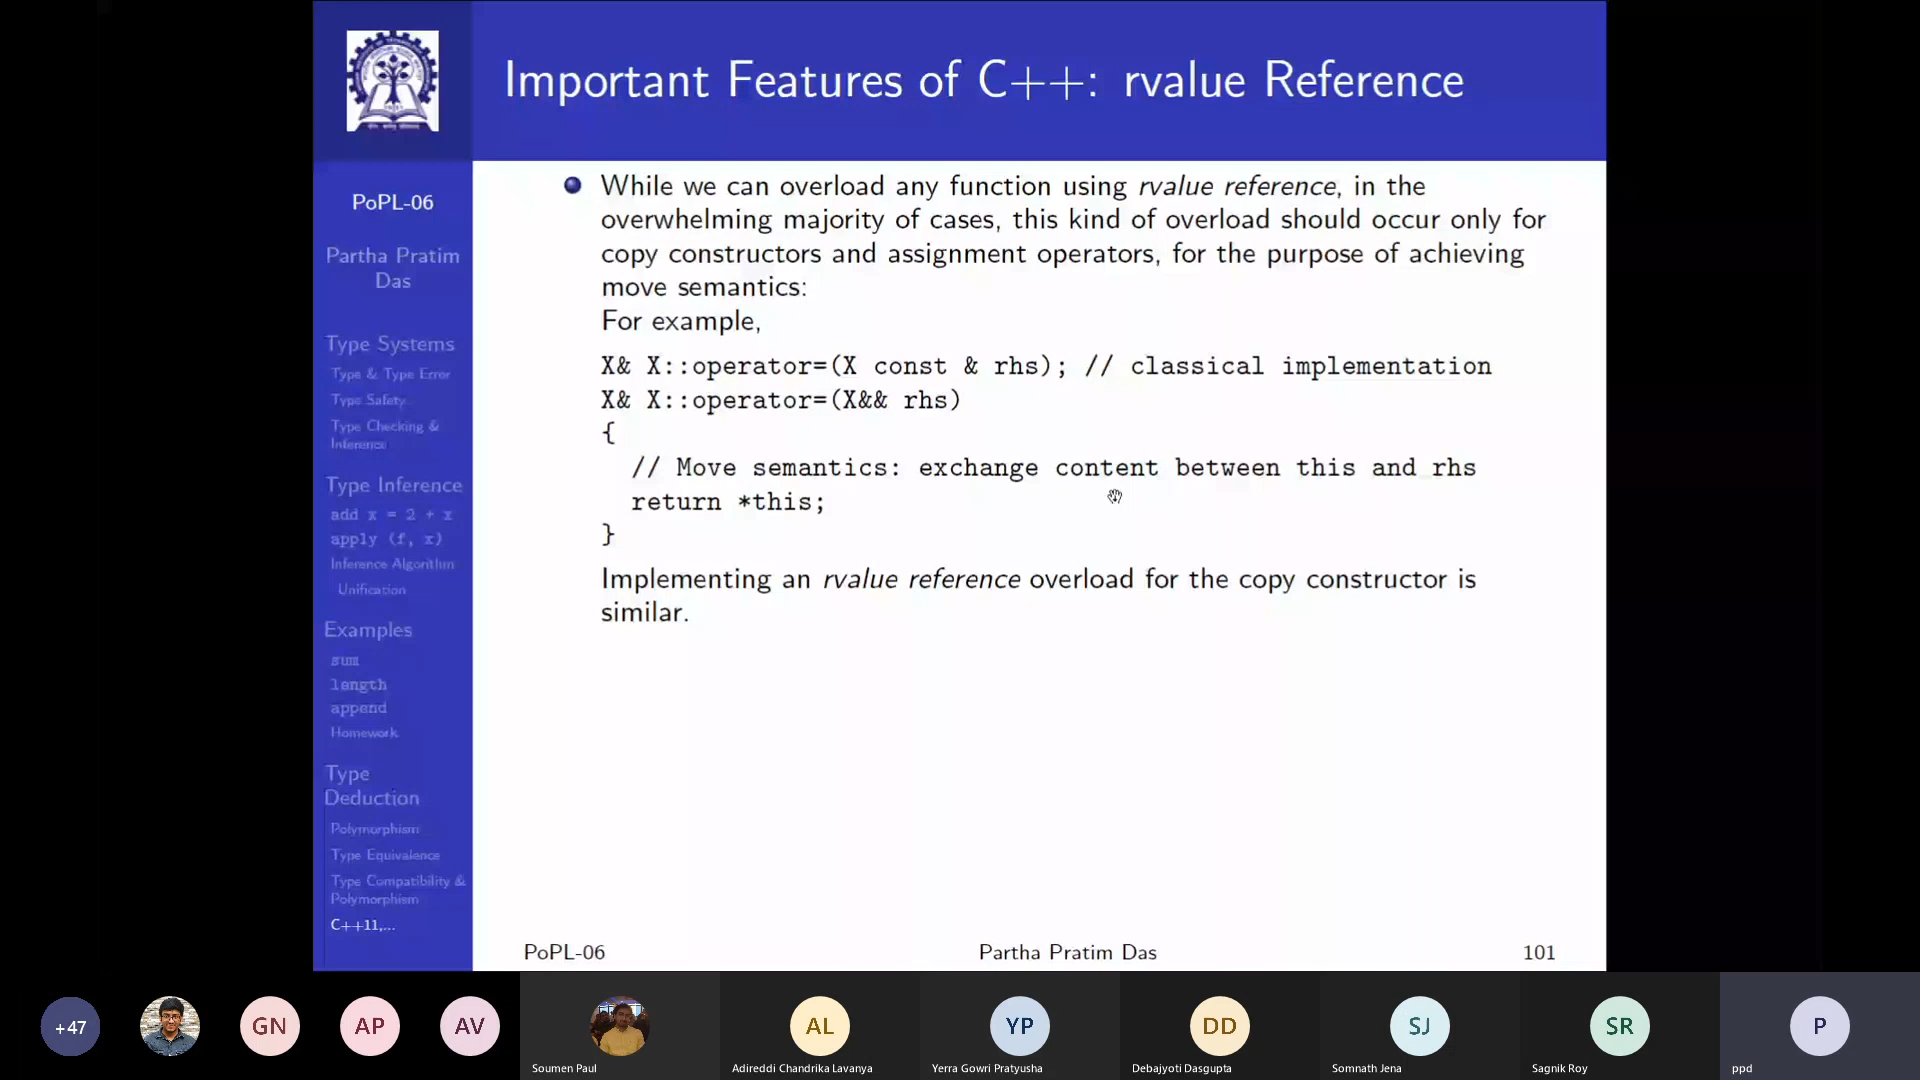 Important Features of C++: rvalue Reference
PoPL-06
Partha Pratim
Das
Type Systems
Type & Type Error
Type Safety
Type Checking &
Inference
Type Inference
add x = 2 + x
apply (f, x)
Inference Algorithm
Unification
Examples
sum
length
append
Homework
Type
Deduction
Polymorphism
Type Equivalence
Type Compatibility &
Polymorphism
C++11,...
While we can overload any function using rvalue reference, in the
overwhelming majority of cases, this kind of overload should occur only for
copy constructors and assignment operators, for the purpose of achieving
move semantics:
For example,
X& X::operator=(X const & rhs); // classical implementation
X& X::operator=(X&& rhs)
{
// Move semantics: exchange content between this and rhs
return *this;
}
Implementing an rvalue reference overload for the copy constructor is
similar.
PoPL-06 Partha Pratim Das 101
+47 GN AP AV AL YP DD SJ SR P
Soumen Paul Adireddi Chandrika Lavanya Yerra Gowri Pratyusha Debajyoti Dasgupta Somnath Jena Sagnik Roy ppd